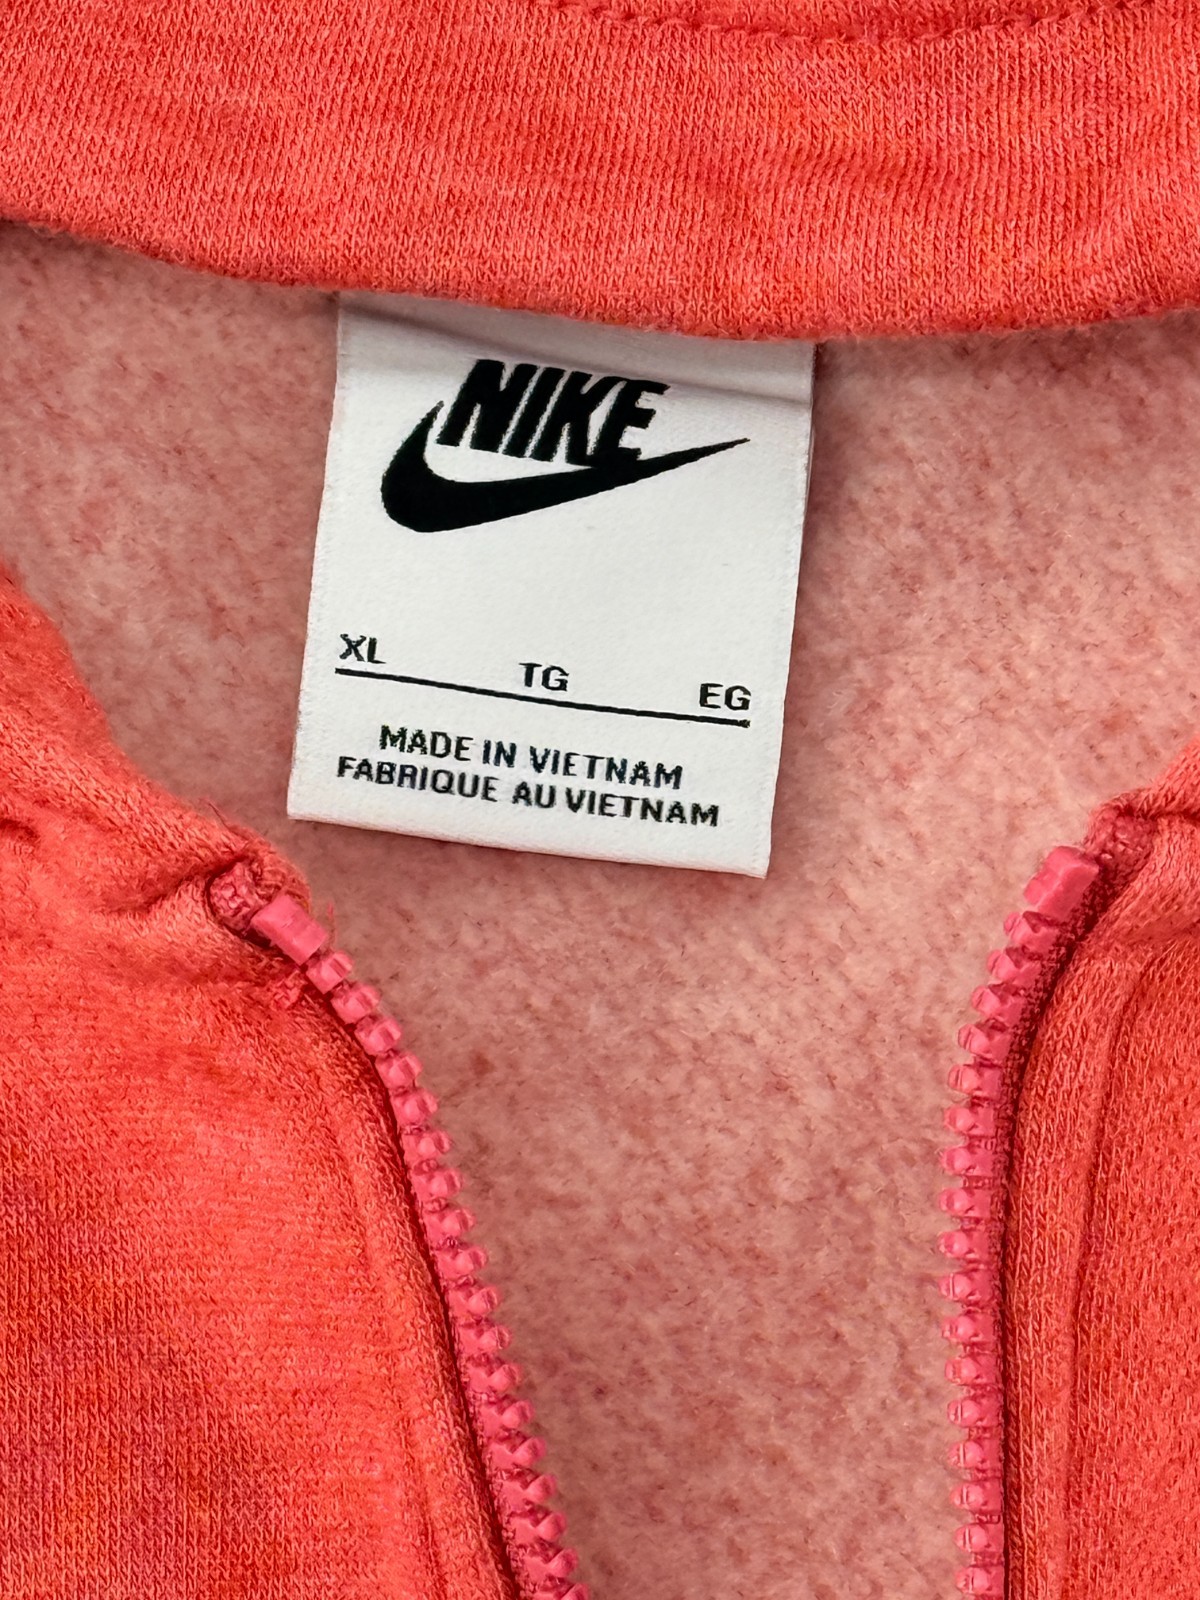 NIKE
XL TG EG
MADE IN VIETNAM
FABRIQUE AU VIETNAM